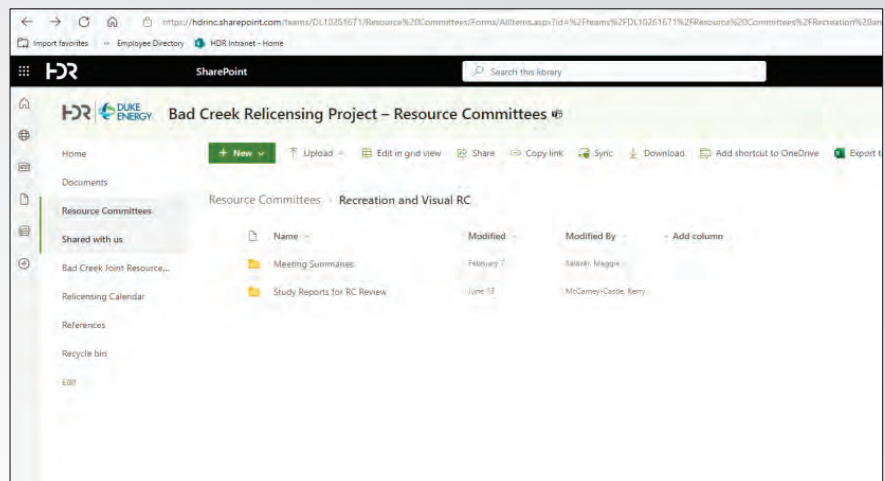 https://hdrinc.sharepoint.com/teams/DL10261671/Resource%20Committees/Forms/AllItems.aspx?id=%2Fteams%2FDL10261671%2FResource%20Committees%2FRecreation%20an
Import favorites Employee Directory HDR Intranet - Home
HDR SharePoint Search this library
HDR DUKE ENERGY Bad Creek Relicensing Project – Resource Committees
+ New Upload Edit in grid view Share Copy link Sync Download Add shortcut to OneDrive Export t
Home
Documents
Resource Committees
Shared with us
Bad Creek Joint Resource...
Relicensing Calendar
References
Recycle bin
Edit
Resource Committees > Recreation and Visual RC
Name Modified Modified By + Add column
Meeting Summaries February 7 Salazar, Maggie
Study Reports for RC Review June 13 McCarney-Castle, Kerry